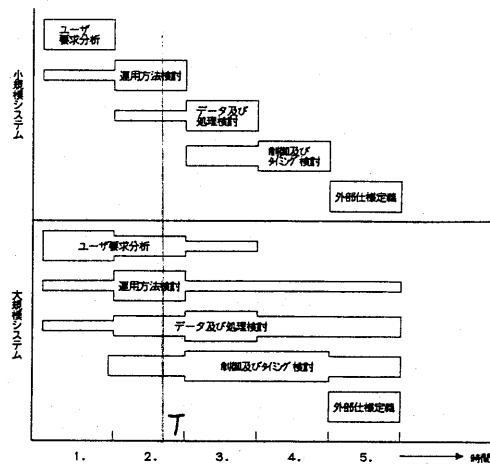 小規模システム
ユーザ
要求分析
運用方法検討
データ及び
処理検討
制御及び
タイミング検討
外部仕様定義
大規模システム
ユーザ要求分析
運用方法検討
データ及び処理検討
制御及びタイミング検討
外部仕様定義
T
1. 2. 3. 4. 5. 時間